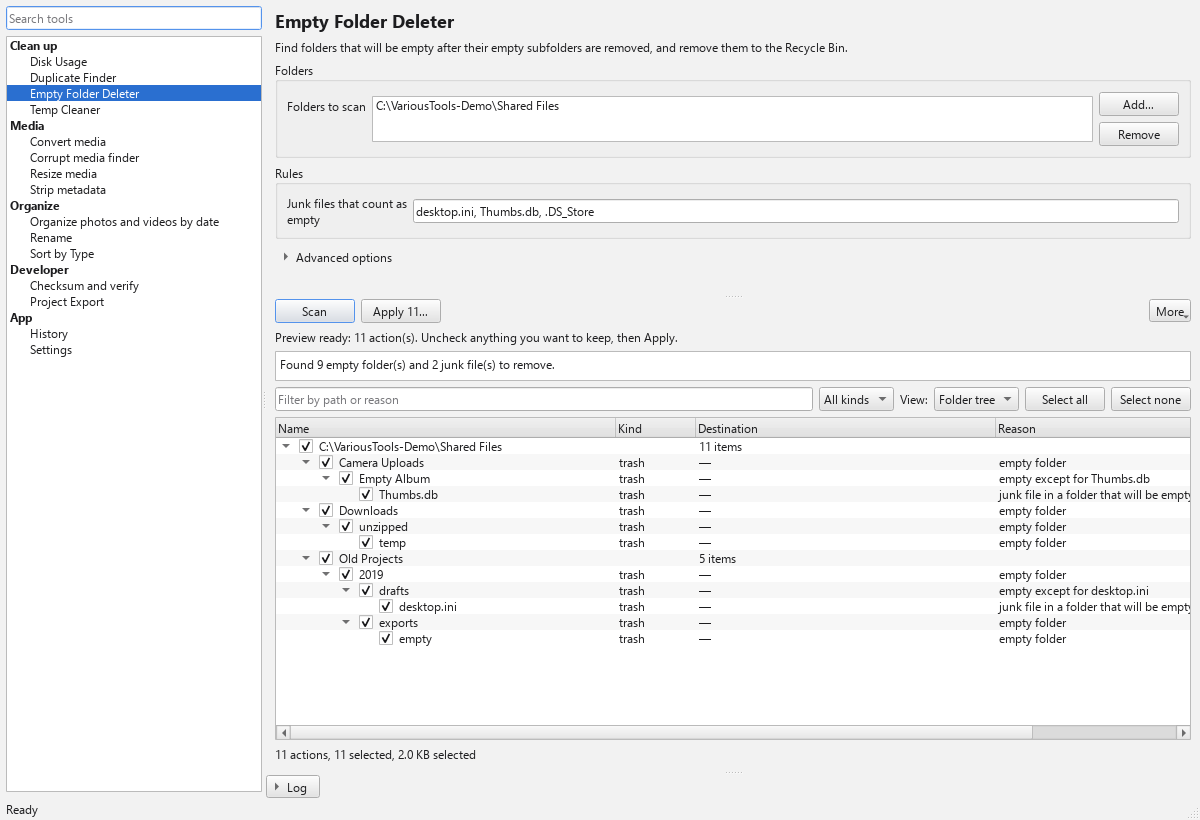 Search tools
Clean up
Disk Usage
Duplicate Finder
Empty Folder Deleter
Temp Cleaner
Media
Convert media
Corrupt media finder
Resize media
Strip metadata
Organize
Organize photos and videos by date
Rename
Sort by Type
Developer
Checksum and verify
Project Export
App
History
Settings
Empty Folder Deleter
Find folders that will be empty after their empty subfolders are removed, and remove them to the Recycle Bin.
Folders
Folders to scan C:\VariousTools-Demo\Shared Files Add...
Remove
Rules
Junk files that count as
empty
desktop.ini, Thumbs.db, .DS_Store
Advanced options
Scan Apply 11... More
Preview ready: 11 action(s). Uncheck anything you want to keep, then Apply.
Found 9 empty folder(s) and 2 junk file(s) to remove.
Filter by path or reason All kinds View: Folder tree Select all Select none
Name Kind Destination Reason
C:\VariousTools-Demo\Shared Files 11 items
Camera Uploads trash — empty folder
Empty Album trash — empty except for Thumbs.db
Thumbs.db trash — junk file in a folder that will be empty
Downloads trash — empty folder
unzipped trash — empty folder
temp trash — empty folder
Old Projects 5 items
2019 trash — empty folder
drafts trash — empty except for desktop.ini
desktop.ini trash — junk file in a folder that will be empty
exports trash — empty folder
empty trash — empty folder
11 actions, 11 selected, 2.0 KB selected
Log
Ready